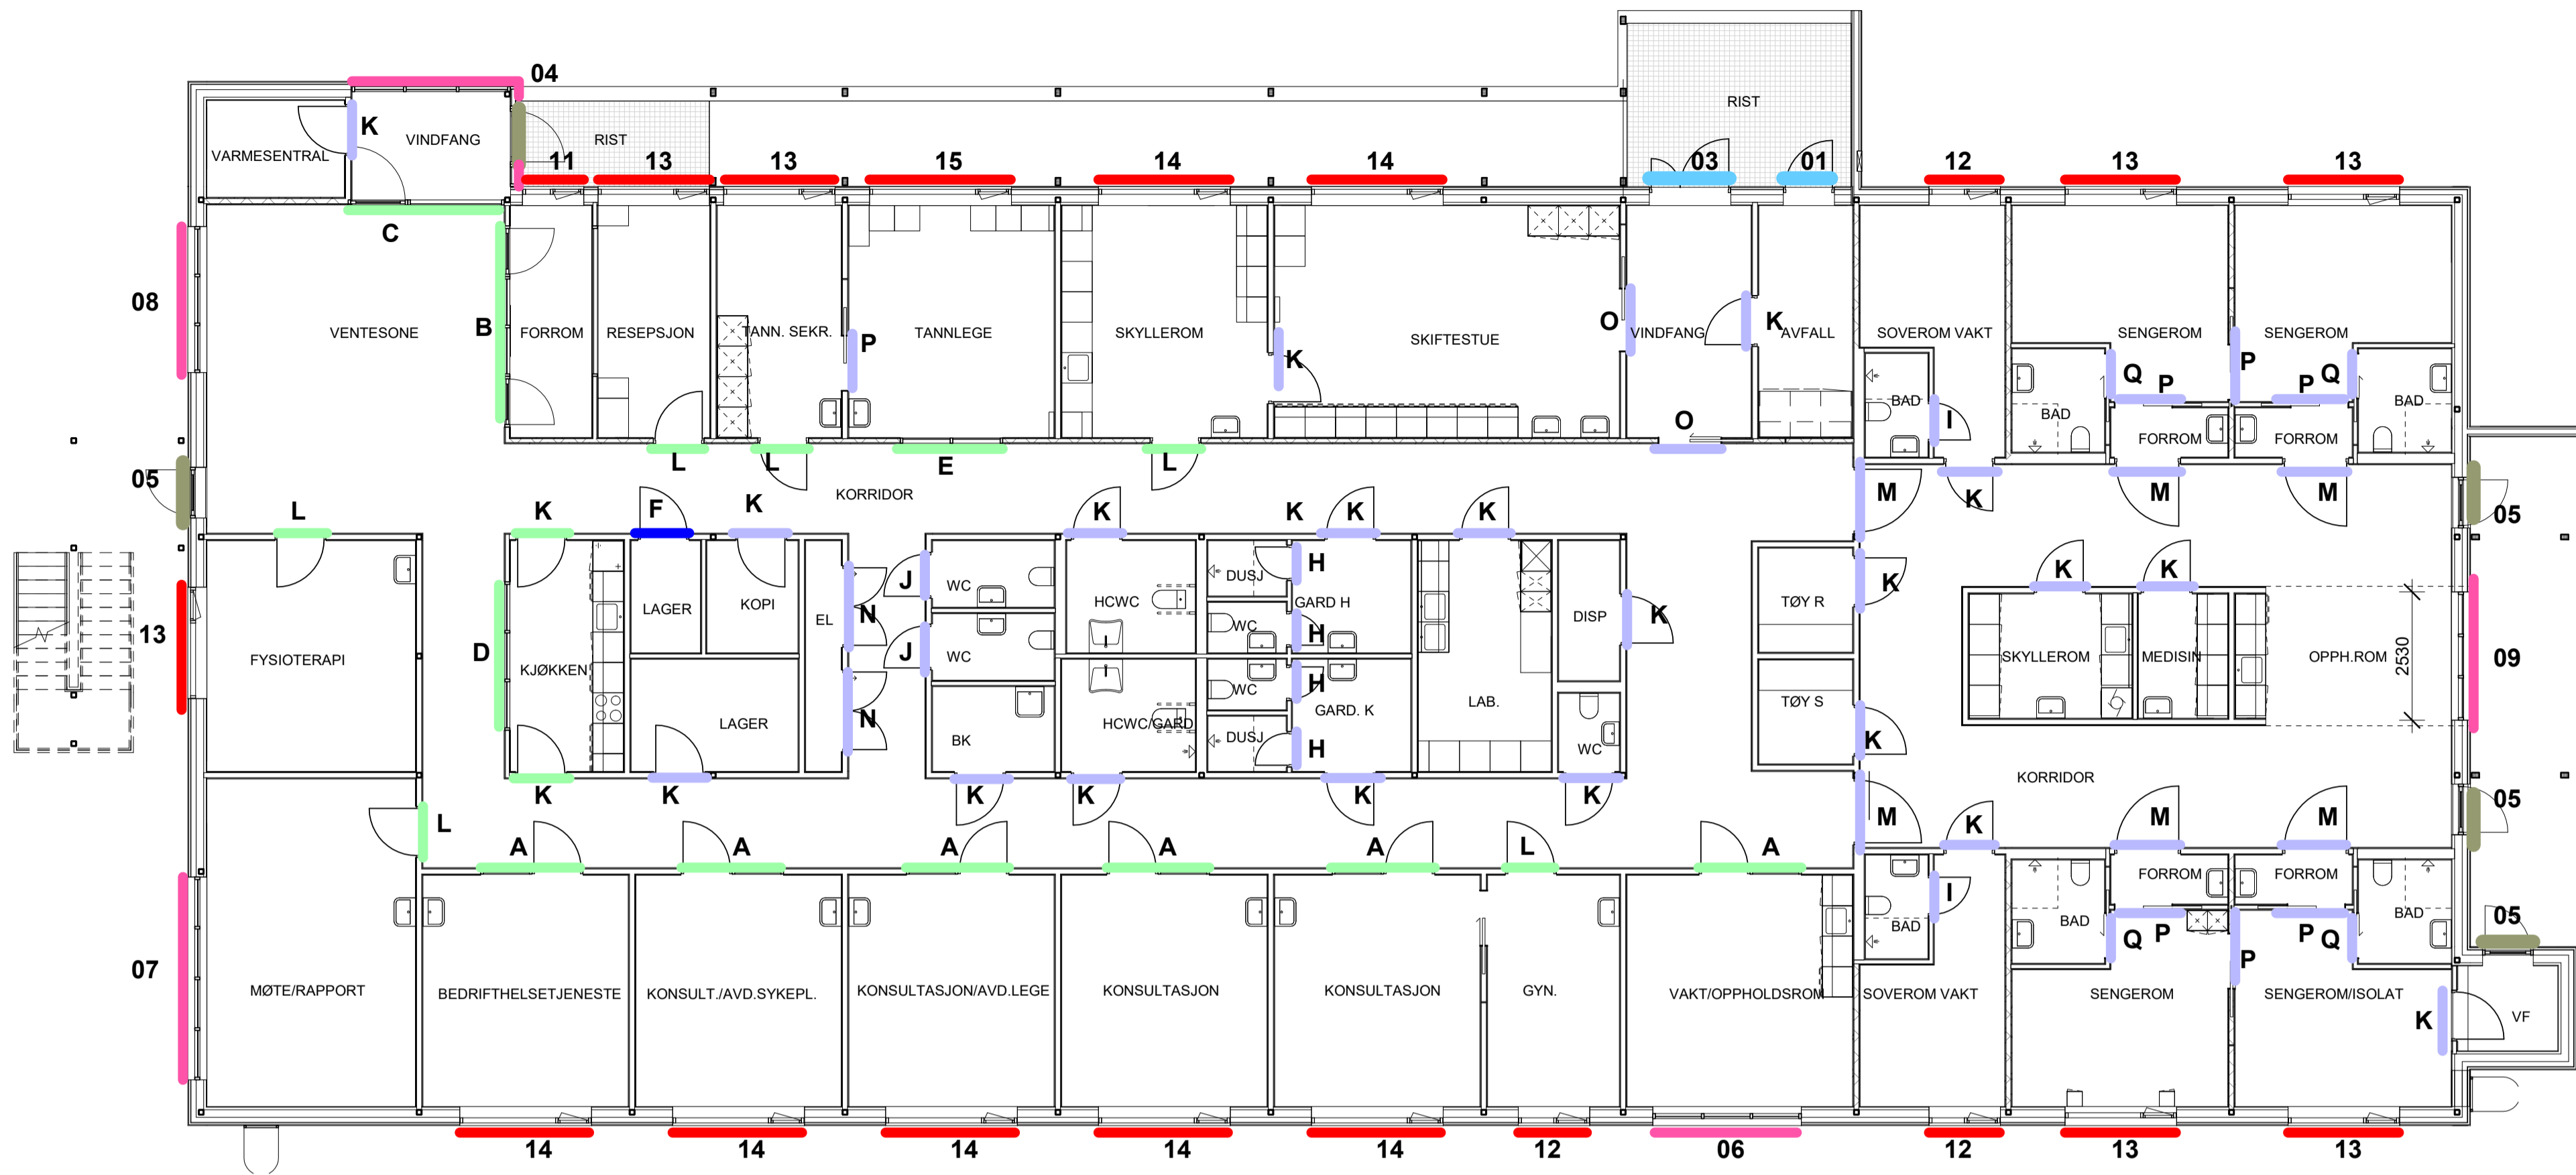 04
RIST
K
VINDFANG
RIST
VARMESENTRAL
11
13
13
15
14
14
03
01
12
13
13
C
08
B
VENTESONE
FORROM
RESEPSJON
TANN. SEKR.
P
TANNLEGE
SKYLLEROM
K
SKIFTESTUE
O
VINDFANG
K
AVFALL
SOVEROM VAKT
SENGEROM
SENGEROM
P
Q
P
P
Q
BAD
I
BAD
BAD
FORROM
FORROM
O
L
L
E
L
05
KORRIDOR
M
K
M
M
L
K
F
K
K
K
K
K
05
J
DUSJ
H
K
K
K
WC
HCWC
GARD H
LAGER
KOPI
EL
N
DISP
K
TØY R
WC
H
13
FYSIOTERAPI
D
KJØKKEN
J
WC
SKYLLEROM
MEDISIN
OPPH.ROM
2530
09
WC
H
LAGER
N
HCWC/GARD
GARD. K
LAB.
TØY S
BK
DUSJ
H
WC
K
KORRIDOR
K
K
K
K
K
K
05
L
M
K
M
M
A
A
A
A
A
L
A
FORROM
FORROM
I
BAD
BAD
BAD
05
Q
P
P
Q
P
07
MØTE/RAPPORT
BEDRIFTHELSETJENESTE
KONSULT./AVD.SYKEPL.
KONSULTASJON/AVD.LEGE
KONSULTASJON
KONSULTASJON
GYN.
VAKT/OPPHOLDSROM
SOVEROM VAKT
SENGEROM
SENGEROM/ISOLAT
K
VF
14
14
14
14
14
12
06
12
13
13